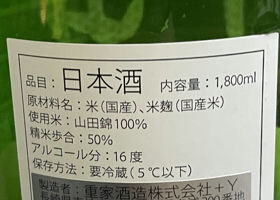 品目：日本酒 内容量：1,800ml
原材料名：米（国産）、米麹（国産米）
使用米：山田錦100%
精米歩合：50%
アルコール分：16度
保存方法：要冷蔵（5℃以下）
製造者：重家酒造株式会社＋Y